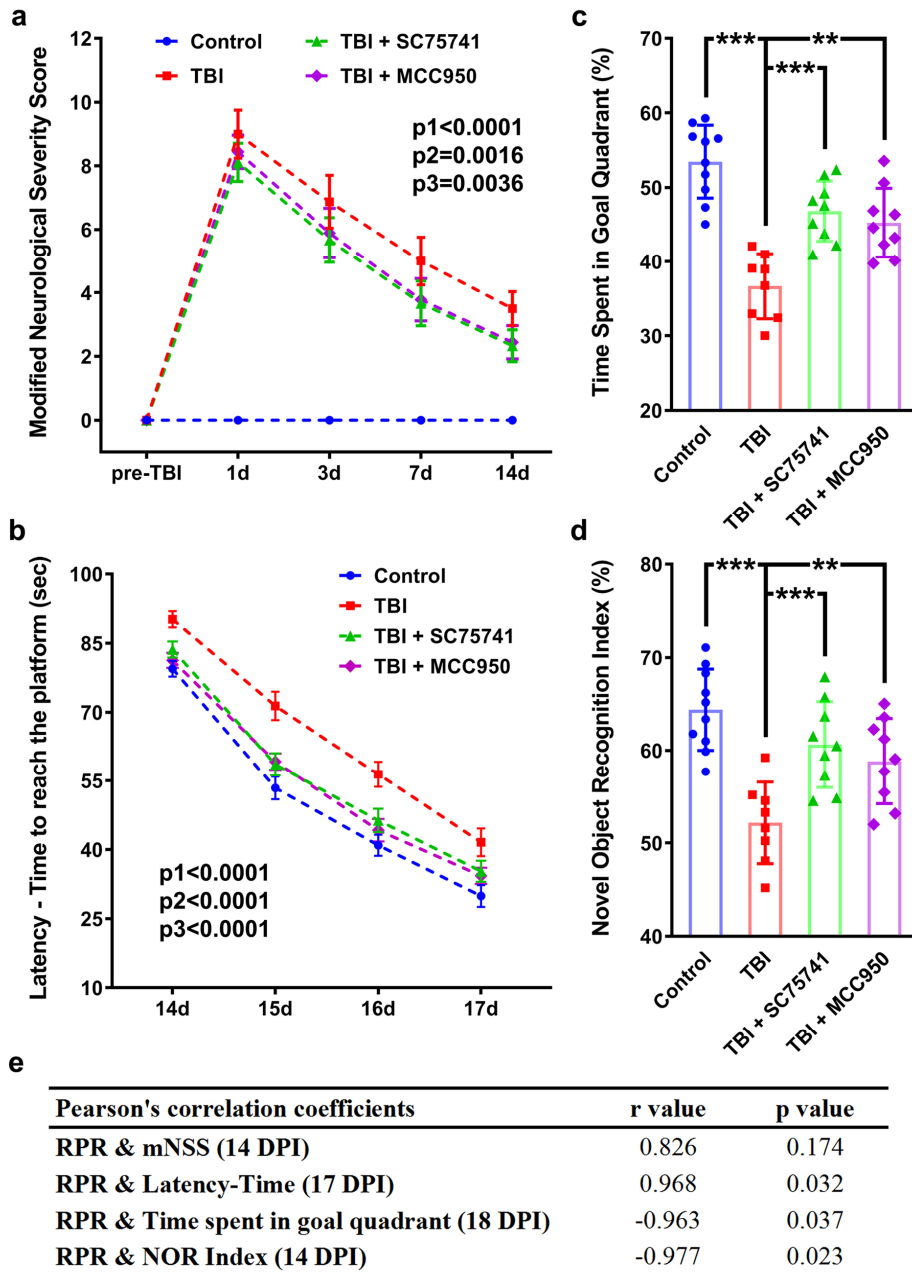 a
Modified Neurological Severity Score
12
10
8
6
4
2
0
Control
TBI
TBI + SC75741
TBI + MCC950
p1<0.0001
p2=0.0016
p3=0.0036
pre-TBI 1d 3d 7d 14d
b
Latency - Time to reach the platform (sec)
100
85
70
55
40
25
10
Control
TBI
TBI + SC75741
TBI + MCC950
p1<0.0001
p2<0.0001
p3<0.0001
14d 15d 16d 17d
c
Time Spent in Goal Quadrant (%)
70
60
50
40
30
20
*** **
***
Control
TBI
TBI + SC75741
TBI + MCC950
d
Novel Object Recognition Index (%)
80
70
60
50
40
*** **
***
Control
TBI
TBI + SC75741
TBI + MCC950
e
Pearson's correlation coefficients r value p value
RPR & mNSS (14 DPI) 0.826 0.174
RPR & Latency-Time (17 DPI) 0.968 0.032
RPR & Time spent in goal quadrant (18 DPI) -0.963 0.037
RPR & NOR Index (14 DPI) -0.977 0.023